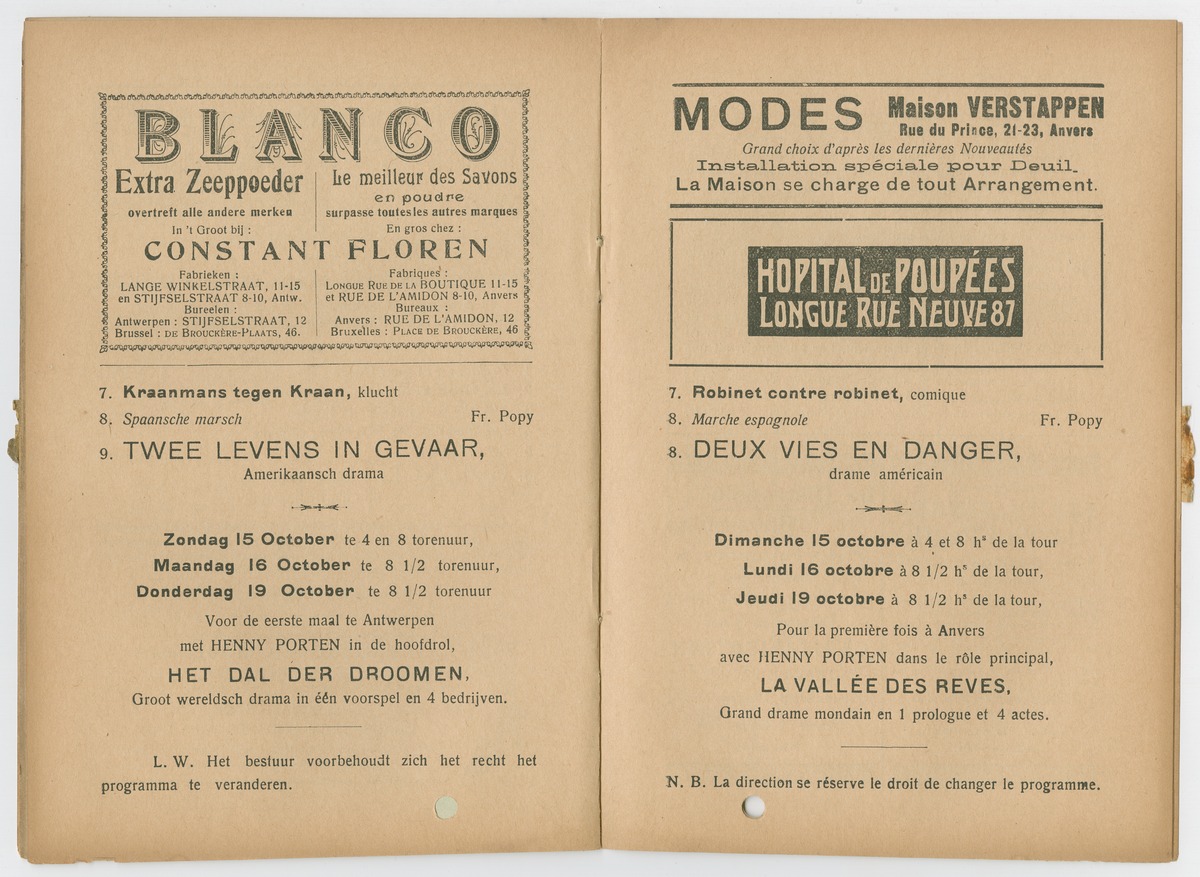 BLANCO
Extra Zeeppoeder
overtreft alle andere merken
In 't Groot bij :
Le meilleur des Savons
en poudre
surpasse toutes les autres marques
En gros chez :
CONSTANT FLOREN
Fabrieken :
LANGE WINKELSTRAAT, 11-15
en STIJFSELSTRAAT 8-10, Antw.
Bureelen :
Antwerpen : STIJFSELSTRAAT, 12
Brussel : DE BROUCKÈRE-PLAATS, 46.
Fabriques :
LONGUE RUE DE LA BOUTIQUE 11-15
et RUE DE L'AMIDON 8-10, Anvers
Bureaux :
Anvers : RUE DE L'AMIDON, 12
Bruxelles : PLACE DE BROUCKÈRE, 46
7. Kraanmans tegen Kraan, klucht
8. Spaansche marsch Fr. Popy
9. TWEE LEVENS IN GEVAAR,
Amerikaansch drama
Zondag 15 October te 4 en 8 torenuur,
Maandag 16 October te 8 1/2 torenuur,
Donderdag 19 October te 8 1/2 torenuur
Voor de eerste maal te Antwerpen
met HENNY PORTEN in de hoofdrol,
HET DAL DER DROOMEN,
Groot wereldsch drama in één voorspel en 4 bedrijven.
L. W. Het bestuur voorbehoudt zich het recht het
programma te veranderen.
MODES Maison VERSTAPPEN
Rue du Prince, 21-23, Anvers
Grand choix d'après les dernières Nouveautés
Installation spéciale pour Deuil.
La Maison se charge de tout Arrangement.
HOPITAL DE POUPÉES
LONGUE RUE NEUVE 87
7. Robinet contre robinet, comique
8. Marche espagnole Fr. Popy
8. DEUX VIES EN DANGER,
drame américain
Dimanche 15 octobre à 4 et 8 hs de la tour
Lundi 16 octobre à 8 1/2 hs de la tour,
Jeudi 19 octobre à 8 1/2 hs de la tour,
Pour la première fois à Anvers
avec HENNY PORTEN dans le rôle principal,
LA VALLÉE DES REVES,
Grand drame mondain en 1 prologue et 4 actes.
N. B. La direction se réserve le droit de changer le programme.